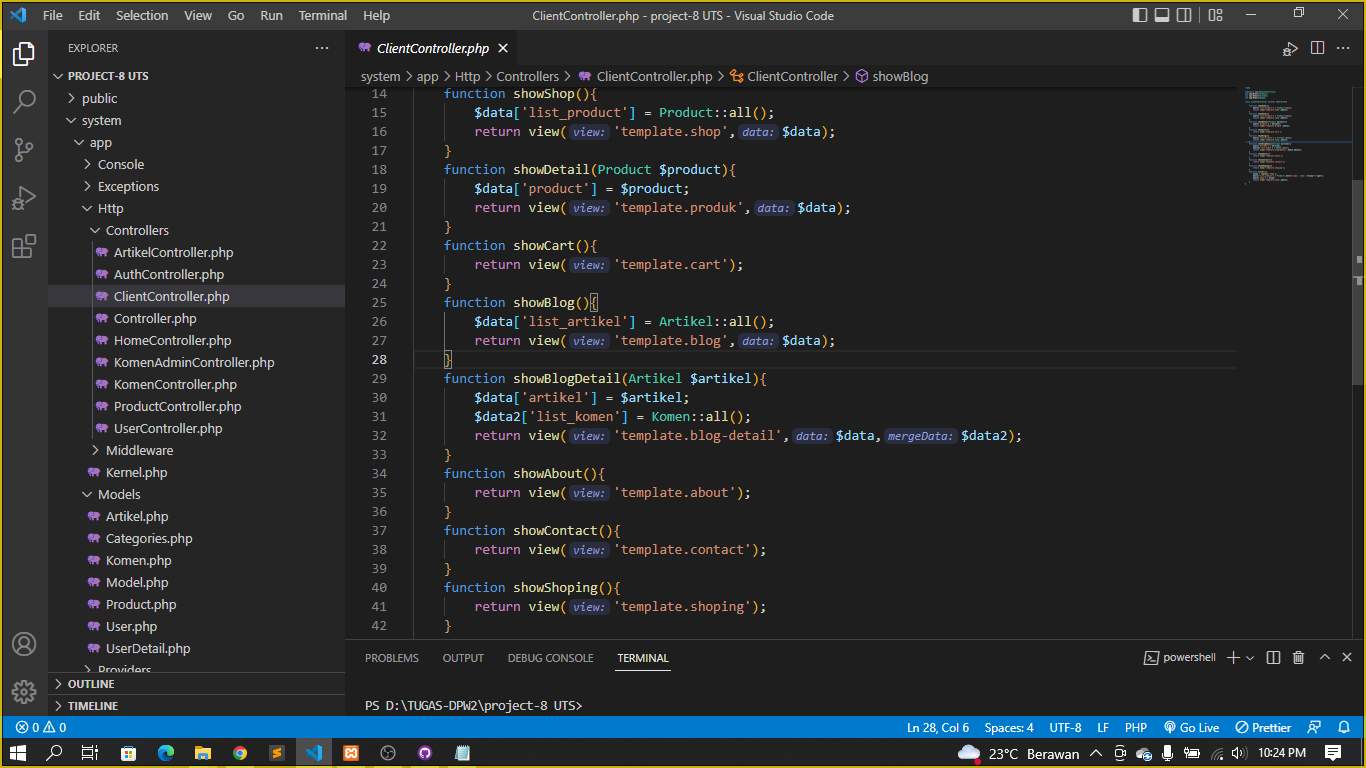 File Edit Selection View Go Run Terminal Help ClientController.php - project-8 UTS - Visual Studio Code
EXPLORER
PROJECT-8 UTS
public
system
app
Console
Exceptions
Http
Controllers
ArtikelController.php
AuthController.php
ClientController.php
Controller.php
HomeController.php
KomenAdminController.php
KomenController.php
ProductController.php
UserController.php
Middleware
Kernel.php
Models
Artikel.php
Categories.php
Komen.php
Model.php
Product.php
User.php
UserDetail.php
Providers
OUTLINE
TIMELINE
ClientController.php
system > app > Http > Controllers > ClientController.php > ClientController > showBlog
14 function showShop(){
15 $data['list_product'] = Product::all();
16 return view(view: 'template.shop',data: $data);
17 }
18 function showDetail(Product $product){
19 $data['product'] = $product;
20 return view(view: 'template.produk',data: $data);
21 }
22 function showCart(){
23 return view(view: 'template.cart');
24 }
25 function showBlog(){
26 $data['list_artikel'] = Artikel::all();
27 return view(view: 'template.blog',data: $data);
28 }
29 function showBlogDetail(Artikel $artikel){
30 $data['artikel'] = $artikel;
31 $data2['list_komen'] = Komen::all();
32 return view(view: 'template.blog-detail',data: $data,mergeData: $data2);
33 }
34 function showAbout(){
35 return view(view: 'template.about');
36 }
37 function showContact(){
38 return view(view: 'template.contact');
39 }
40 function showShoping(){
41 return view(view: 'template.shoping');
42 }
PROBLEMS OUTPUT DEBUG CONSOLE TERMINAL powershell
PS D:\TUGAS-DPW2\project-8 UTS>
0 0 Ln 28, Col 6 Spaces: 4 UTF-8 LF PHP Go Live Prettier
23°C Berawan 10:24 PM